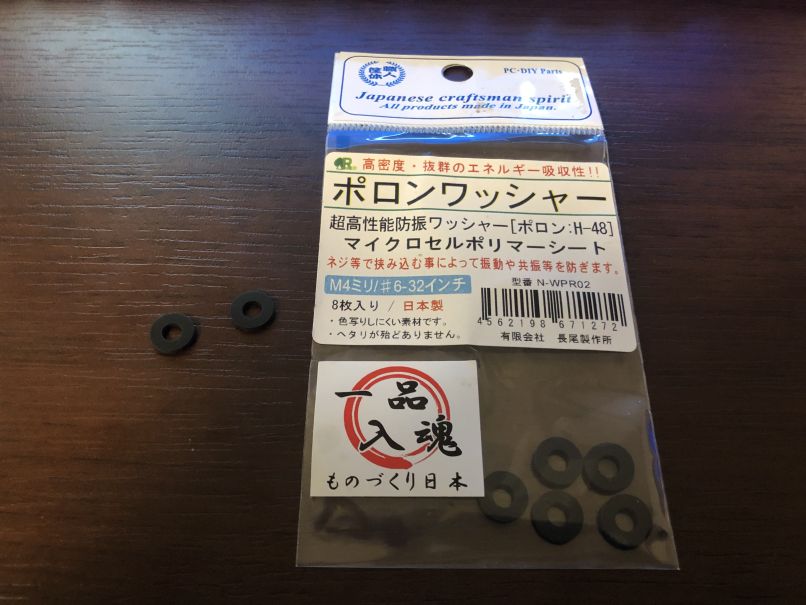 職人
PC-DIY Parts
Japanese craftsman spirit
All products made in Japan.
R 高密度・抜群のエネルギー吸収性!!
ポロンワッシャー
超高性能防振ワッシャー[ポロン:H-48]
マイクロセルポリマーシート
ネジ等で挟み込む事によって振動や共振等を防ぎます。
M4ミリ/♯6-32インチ
型番 N-WPR02
8枚入り / 日本製
・色写りしにくい素材です。
・ヘタリが殆どありません。
4562198 671272
有限会社 長尾製作所
一品
入魂
ものづくり日本